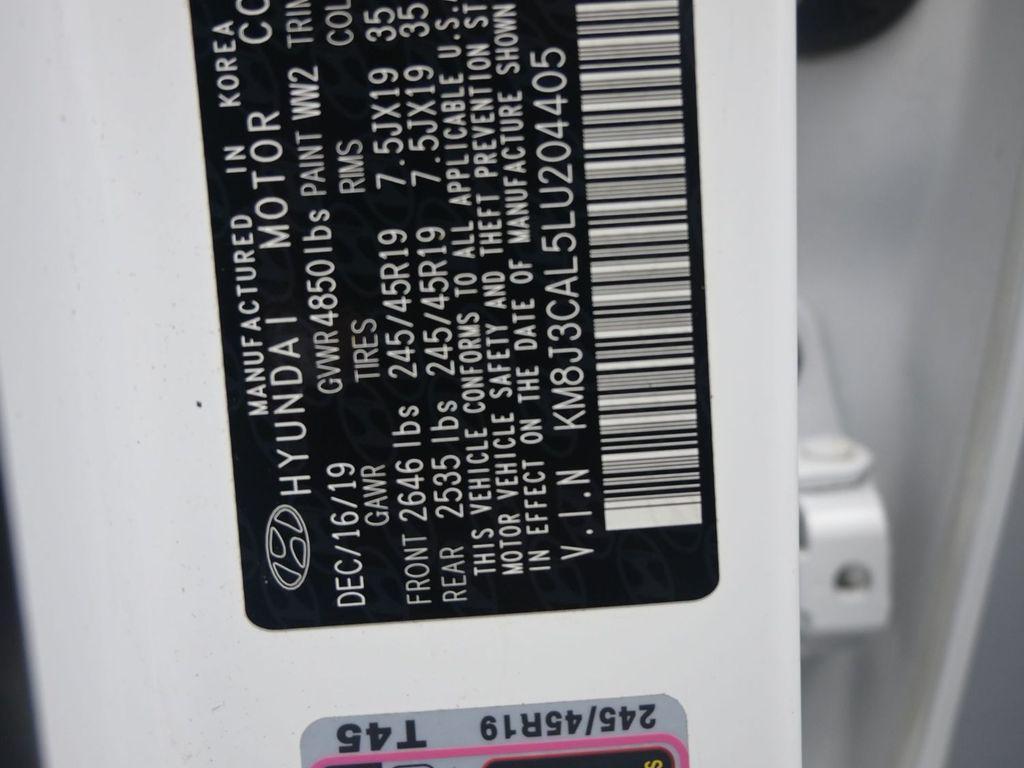 MANUFACTURED IN KOREA
HYUNDAI MOTOR CO
DEC/16/19 GVWR 4850 lbs PAINT WW2 TRIM
GAWR TIRES RIMS COL
FRONT 2646 lbs 245/45R19 7.5JX19 35
REAR 2535 lbs 245/45R19 7.5JX19 35
THIS VEHICLE CONFORMS TO ALL APPLICABLE U.S.A
MOTOR VEHICLE SAFETY AND THEFT PREVENTION ST
IN EFFECT ON THE DATE OF MANUFACTURE SHOWN
V.I.N KM8J3CAL5LU204405
T45 245/45R19